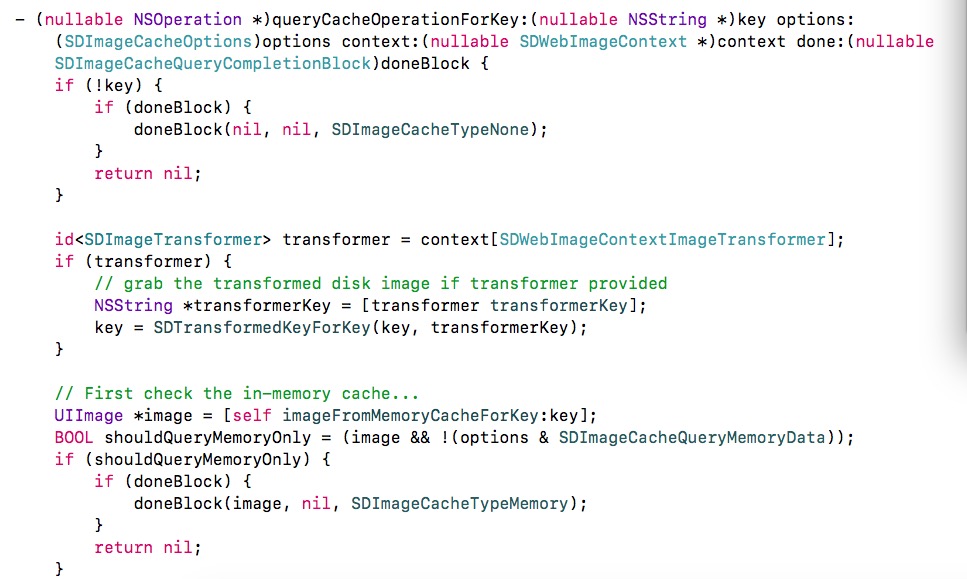 - (nullable NSOperation *)queryCacheOperationForKey:(nullable NSString *)key options:
(SDImageCacheOptions)options context:(nullable SDWebImageContext *)context done:(nullable
SDImageCacheQueryCompletionBlock)doneBlock {
if (!key) {
if (doneBlock) {
doneBlock(nil, nil, SDImageCacheTypeNone);
}
return nil;
}
id<SDImageTransformer> transformer = context[SDWebImageContextImageTransformer];
if (transformer) {
// grab the transformed disk image if transformer provided
NSString *transformerKey = [transformer transformerKey];
key = SDTransformedKeyForKey(key, transformerKey);
}
// First check the in-memory cache...
UIImage *image = [self imageFromMemoryCacheForKey:key];
BOOL shouldQueryMemoryOnly = (image && !(options & SDImageCacheQueryMemoryData));
if (shouldQueryMemoryOnly) {
if (doneBlock) {
doneBlock(image, nil, SDImageCacheTypeMemory);
}
return nil;
}